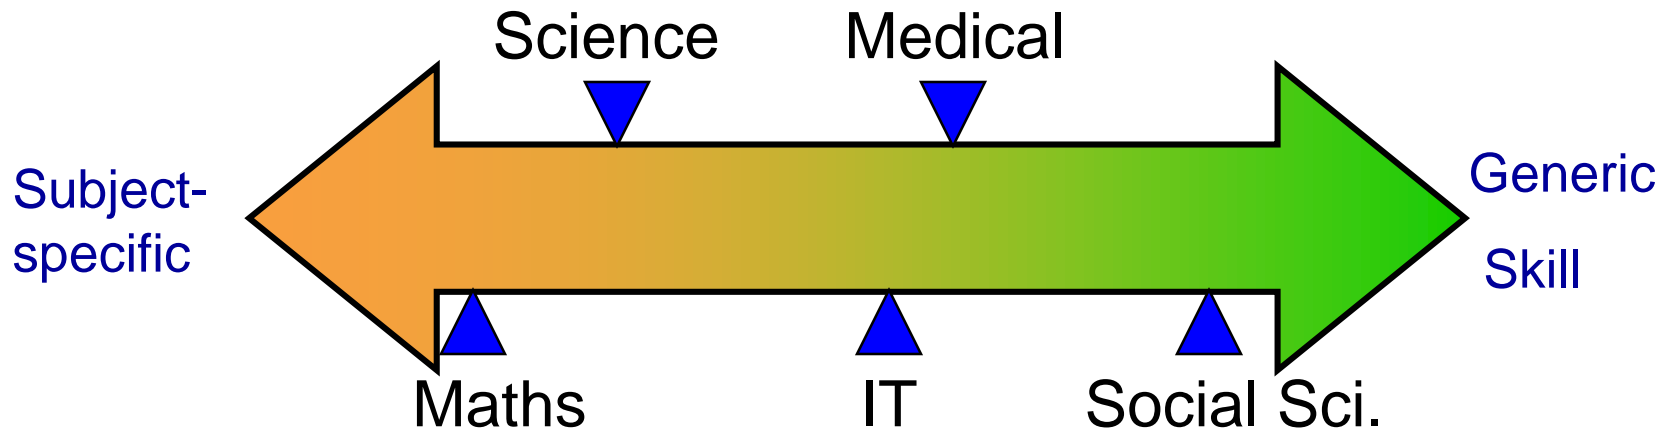 Science
Medical
Subject-
specific
Generic
Skill
Maths
IT
Social Sci.